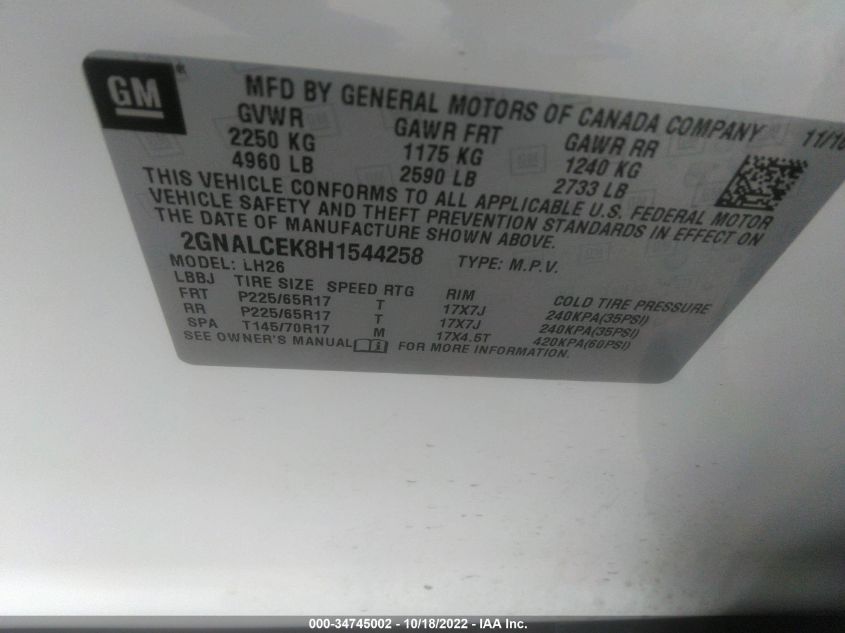 GM
MFD BY GENERAL MOTORS OF CANADA COMPANY
GVWR GAWR FRT GAWR RR 11/16
2250 KG 1175 KG 1240 KG
4960 LB 2590 LB 2733 LB
THIS VEHICLE CONFORMS TO ALL APPLICABLE U.S. FEDERAL MOTOR
VEHICLE SAFETY AND THEFT PREVENTION STANDARDS IN EFFECT ON
THE DATE OF MANUFACTURE SHOWN ABOVE.
2GNALCEK8H1544258 TYPE: M.P.V.
MODEL: LH26
LBBJ TIRE SIZE SPEED RTG RIM COLD TIRE PRESSURE
FRT P225/65R17 T 17X7J 240KPA(35PSI)
RR P225/65R17 T 17X7J 240KPA(35PSI)
SPA T145/70R17 M 17X4.5T 420KPA(60PSI)
SEE OWNER'S MANUAL FOR MORE INFORMATION.
000-34745002 - 10/18/2022 - IAA Inc.